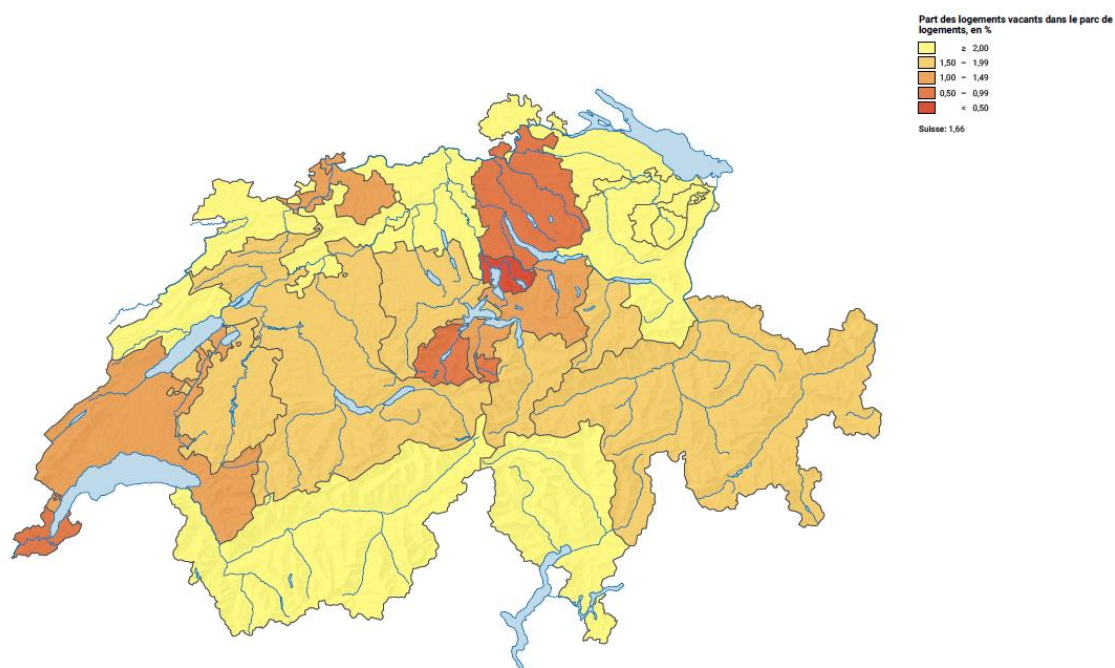 Part des logements vacants dans le parc de
logements, en %
≥ 2,00
1,50 – 1,99
1,00 – 1,49
0,50 – 0,99
< 0,50
Suisse: 1,66